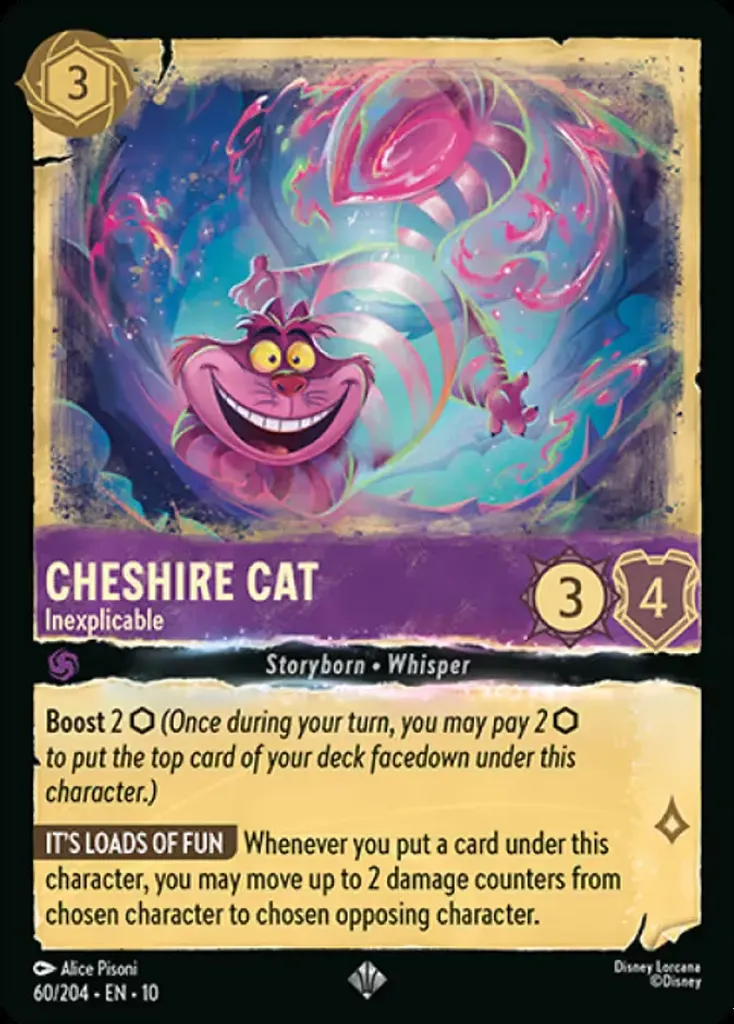 3
CHESHIRE CAT
Inexplicable
3
4
Storyborn • Whisper
Boost 2 ⬡ (Once during your turn, you may pay 2 ⬡
to put the top card of your deck facedown under this
character.)
IT'S LOADS OF FUN Whenever you put a card under this
character, you may move up to 2 damage counters from
chosen character to chosen opposing character.
Alice Pisoni
60/204 • EN • 10
Disney Lorcana
©Disney